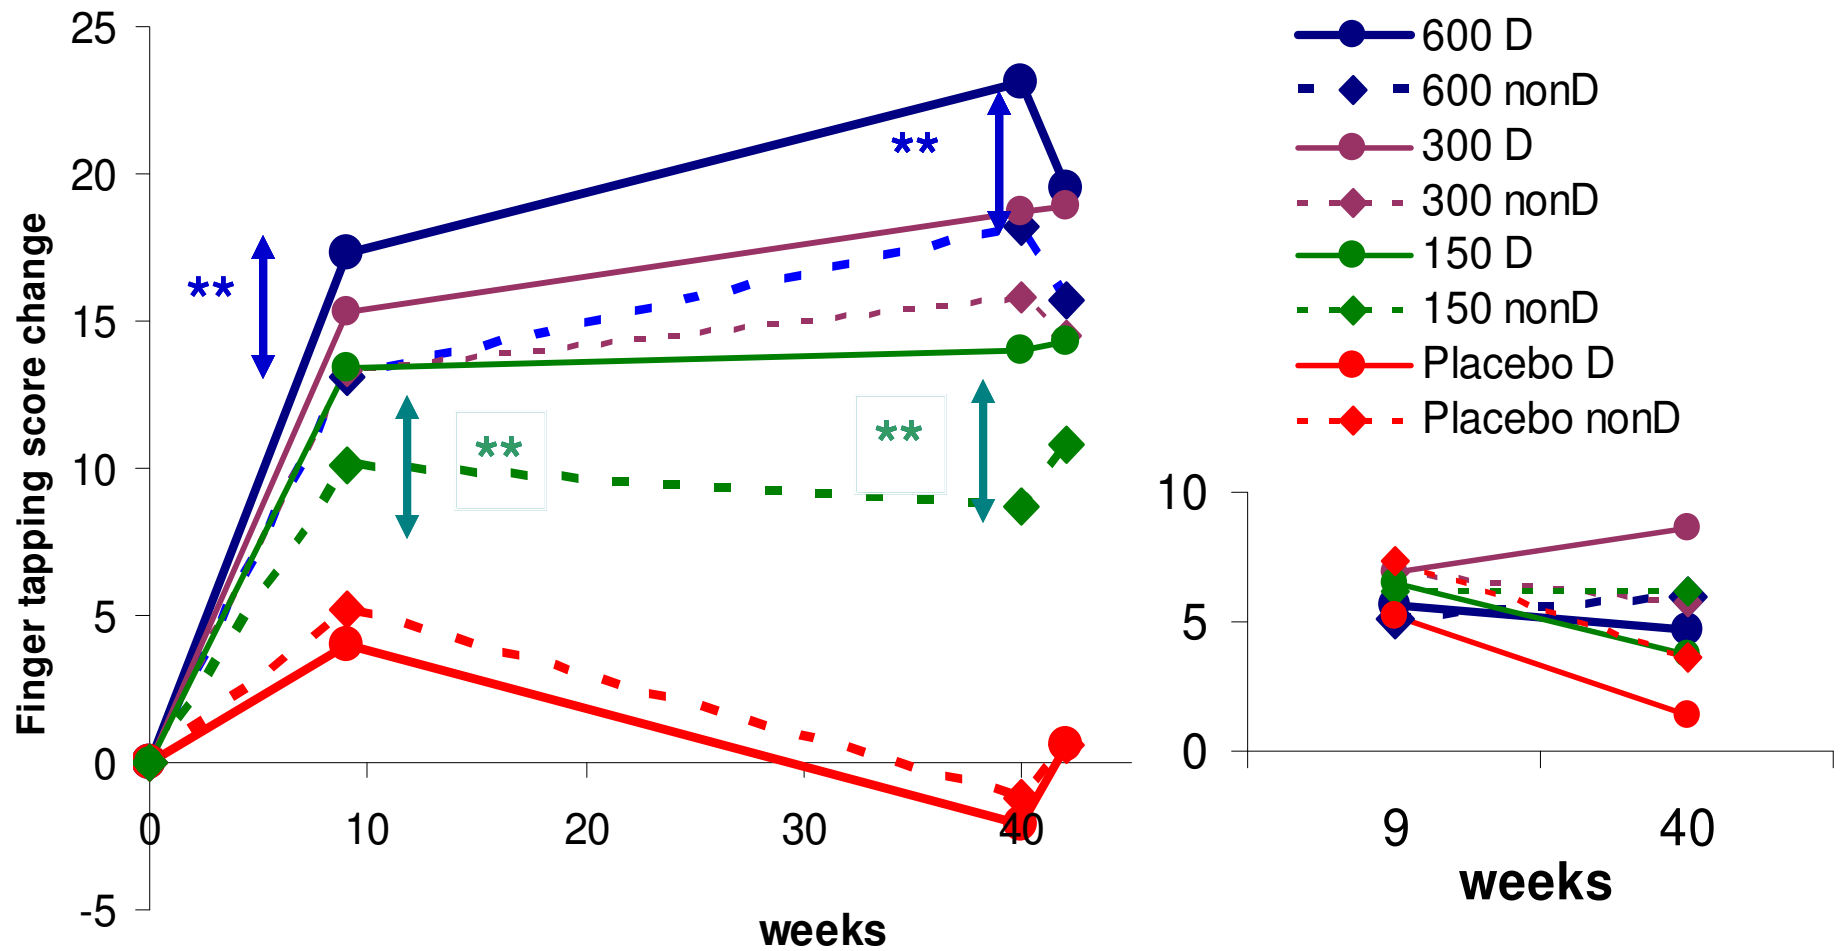 Finger tapping score change
25
20
15
10
5
0
-5
0
10
20
30
40
weeks
**
**
**
**
600 D
600 nonD
300 D
300 nonD
150 D
150 nonD
Placebo D
Placebo nonD
10
5
0
9
40
weeks